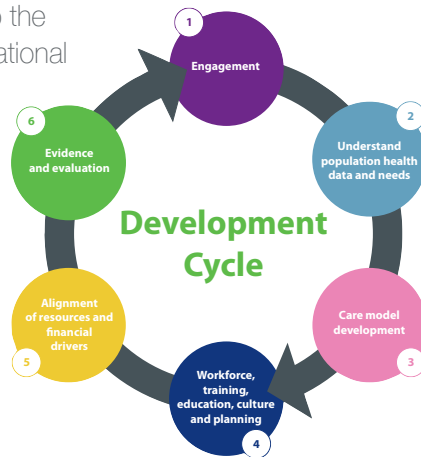 o the
ational
1
Engagement
2
Understand
population health
data and needs
Care model
development
3
Workforce,
training,
education, culture
and planning
4
Alignment
of resources and
financial
drivers
5
6
Evidence
and evaluation
Development
Cycle